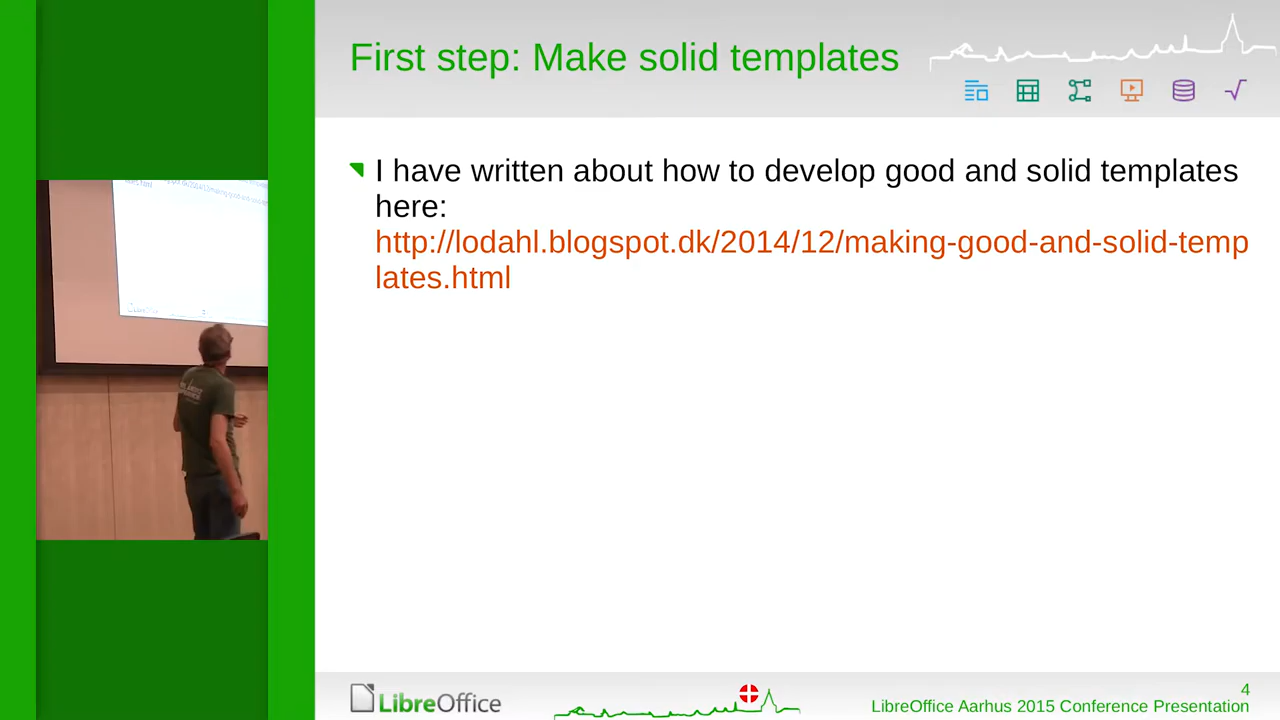 First step: Make solid templates
I have written about how to develop good and solid templates
here:
http://lodahl.blogspot.dk/2014/12/making-good-and-solid-temp
lates.html
LibreOffice
4
LibreOffice Aarhus 2015 Conference Presentation